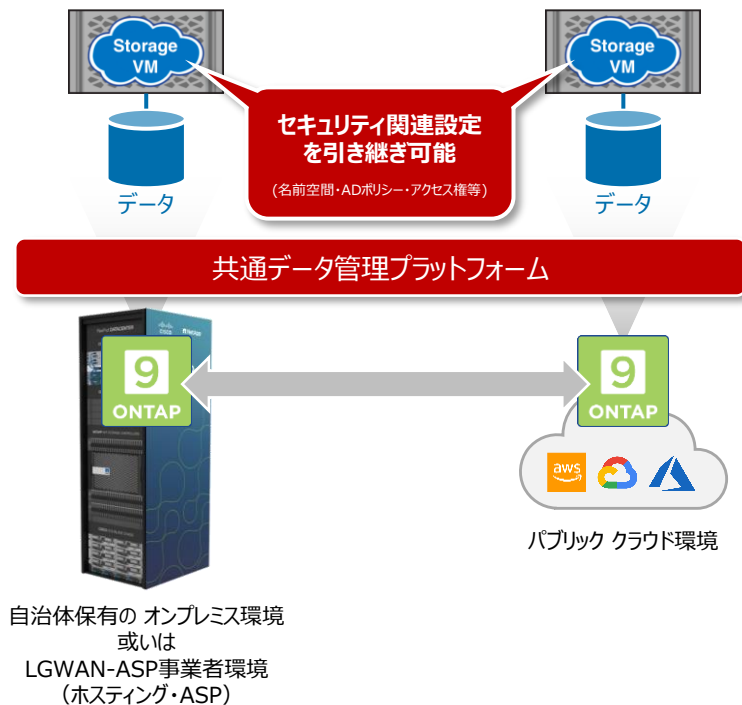 Storage
VM
Storage
VM
セキュリティ関連設定
を引き継ぎ可能
(名前空間・ADポリシー・アクセス権等)
データ
データ
共通データ管理プラットフォーム
9
ONTAP
9
ONTAP
aws
パブリック クラウド環境
自治体保有の オンプレミス環境
或いは
LGWAN-ASP事業者環境
（ホスティング・ASP）